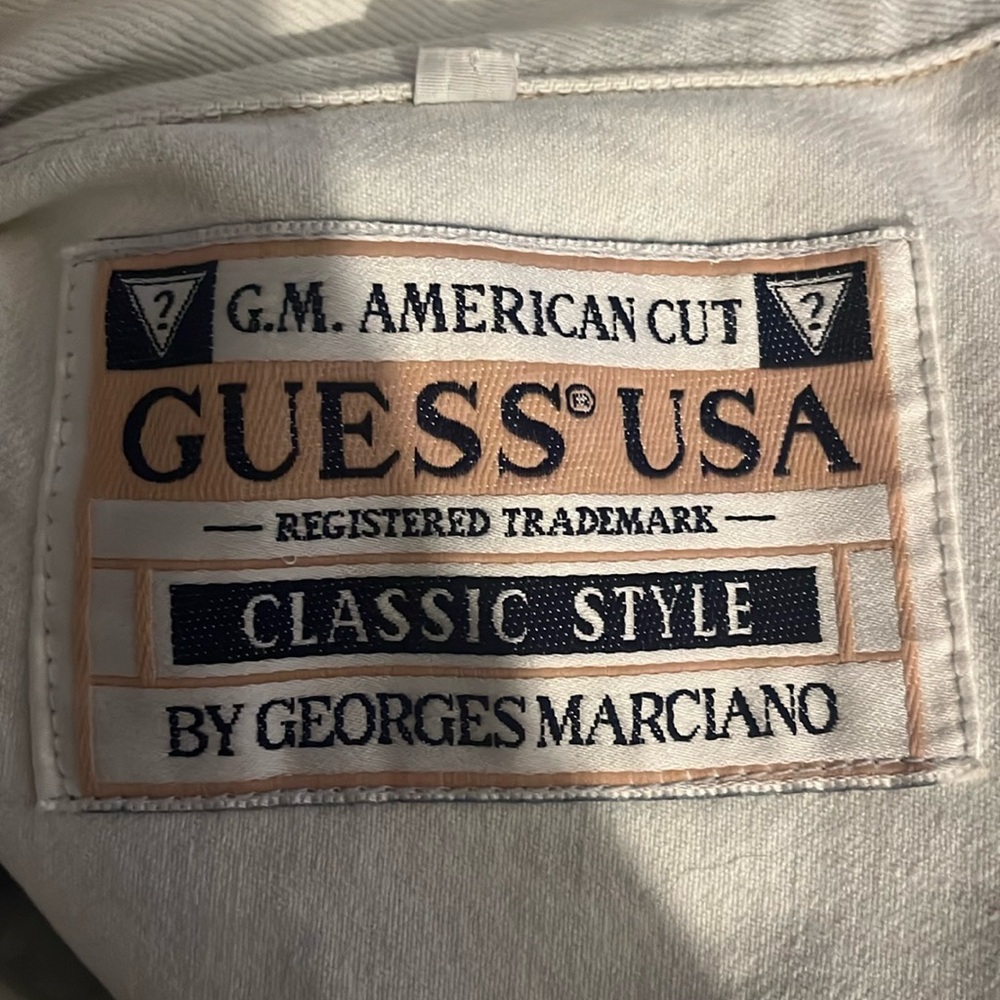 ? G.M. AMERICAN CUT ?
GUESS® USA
— REGISTERED TRADEMARK —
CLASSIC STYLE
BY GEORGES MARCIANO